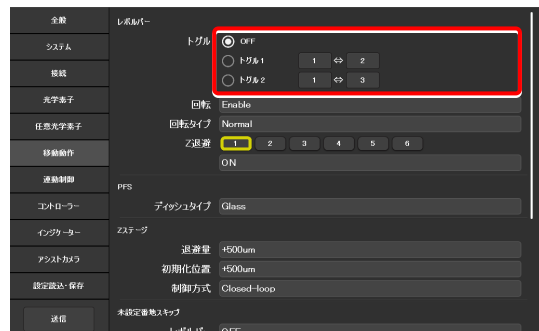 全般
システム
接続
光学素子
任意光学素子
移動動作
連動制御
コントローラー
インジケーター
アシストカメラ
設定読込・保存
送信
レボルバー
トグル
OFF
トグル1 1 ⇔ 2
トグル2 1 ⇔ 3
回転 Enable
回転タイプ Normal
Z退避 1 2 3 4 5 6
ON
PFS
ディッシュタイプ Glass
Zステージ
退避量 +500um
初期化位置 +500um
制御方式 Closed-loop
未設定番地スキップ
レボルバー OFF